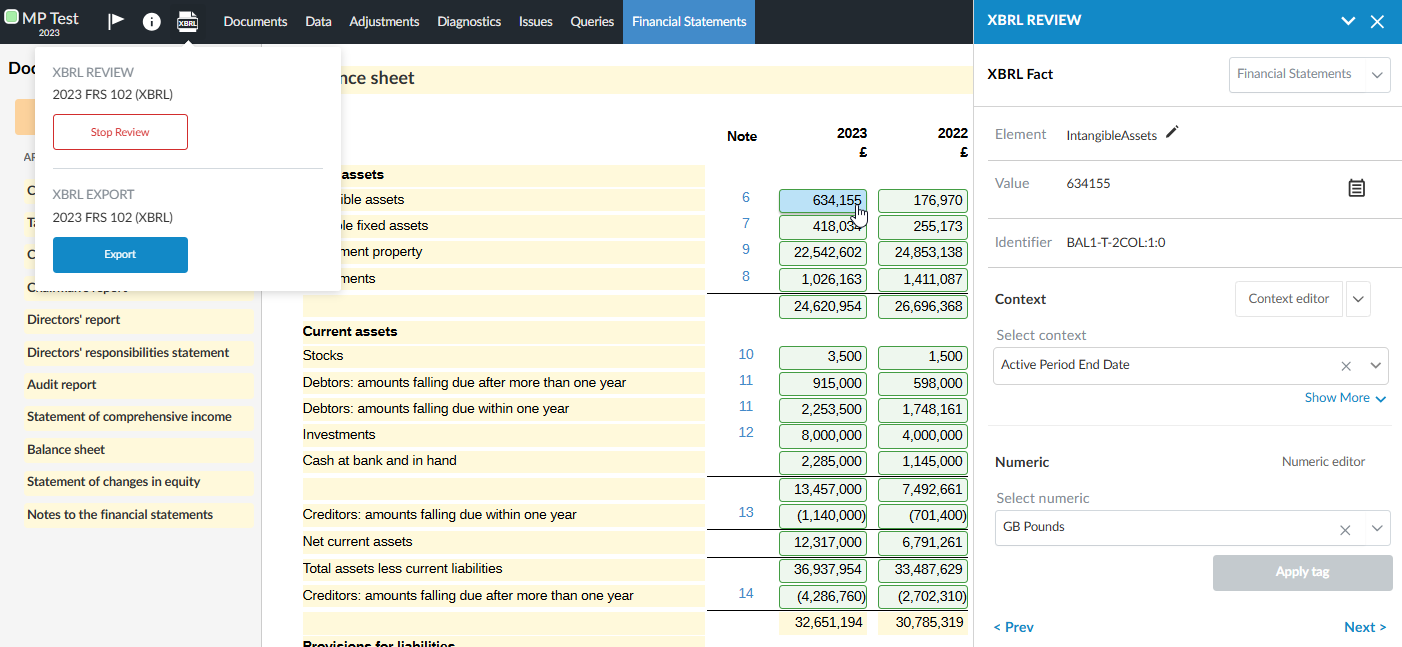 MP Test
2023
XBRL
Documents
Data
Adjustments
Diagnostics
Issues
Queries
Financial Statements
XBRL REVIEW
2023 FRS 102 (XBRL)
Stop Review
XBRL EXPORT
2023 FRS 102 (XBRL)
Export
Directors' report
Directors' responsibilities statement
Audit report
Statement of comprehensive income
Balance sheet
Statement of changes in equity
Notes to the financial statements
nce sheet
Note 2023 2022
£ £
assets
ible assets 6 634,155 176,970
le fixed assets 7 418,034 255,173
ment property 9 22,542,602 24,853,138
ments 8 1,026,163 1,411,087
24,620,954 26,696,368
Current assets
Stocks 10 3,500 1,500
Debtors: amounts falling due after more than one year 11 915,000 598,000
Debtors: amounts falling due within one year 11 2,253,500 1,748,161
Investments 12 8,000,000 4,000,000
Cash at bank and in hand 2,285,000 1,145,000
13,457,000 7,492,661
Creditors: amounts falling due within one year 13 (1,140,000) (701,400)
Net current assets 12,317,000 6,791,261
Total assets less current liabilities 36,937,954 33,487,629
Creditors: amounts falling due after more than one year 14 (4,286,760) (2,702,310)
32,651,194 30,785,319
Provisions for liabilities
XBRL REVIEW
XBRL Fact
Financial Statements
Element IntangibleAssets
Value 634155
Identifier BAL1-T-2COL:1:0
Context
Context editor
Select context
Active Period End Date
Show More
Numeric
Numeric editor
Select numeric
GB Pounds
Apply tag
< Prev
Next >